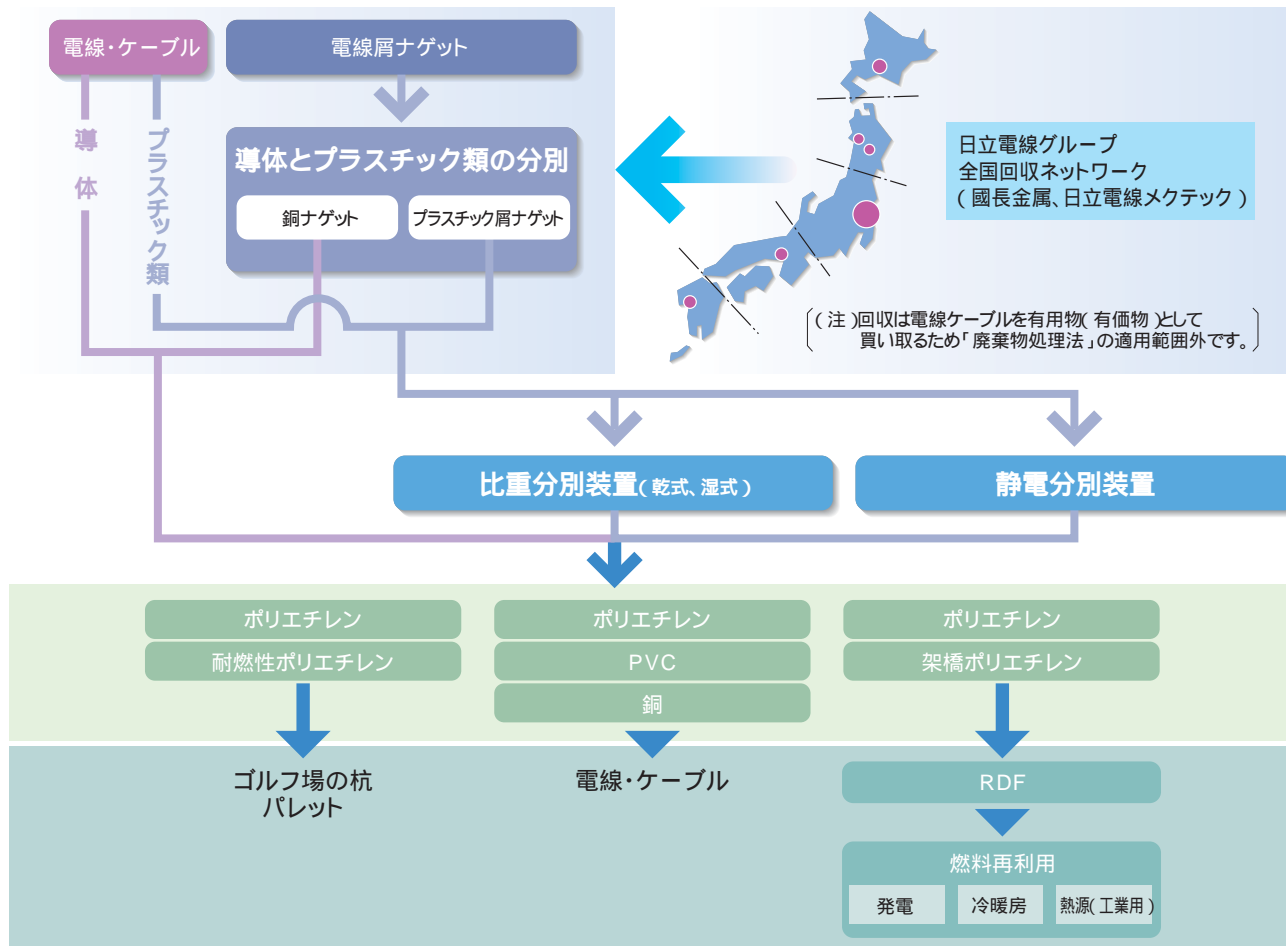 電線・ケーブル
電線屑ナゲット
導体
プラスチック類
導体とプラスチック類の分別
銅ナゲット
プラスチック屑ナゲット
日立電線グループ
全国回収ネットワーク
(國長金属、日立電線メクテック)
(注)回収は電線ケーブルを有用物(有価物)として
買い取るため「廃棄物処理法」の適用範囲外です。
比重分別装置(乾式、湿式)
静電分別装置
ポリエチレン
耐燃性ポリエチレン
ポリエチレン
PVC
銅
ポリエチレン
架橋ポリエチレン
ゴルフ場の杭
パレット
電線・ケーブル
RDF
燃料再利用
発電
冷暖房
熱源(工業用)